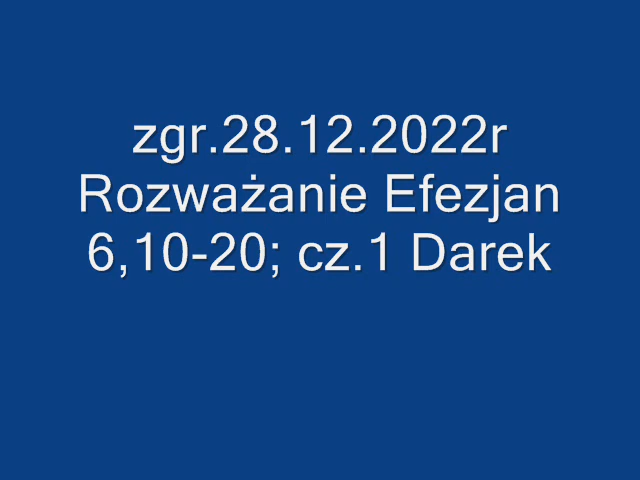 zgr.28.12.2022r
Rozważanie Efezjan
6,10-20; cz.1 Darek